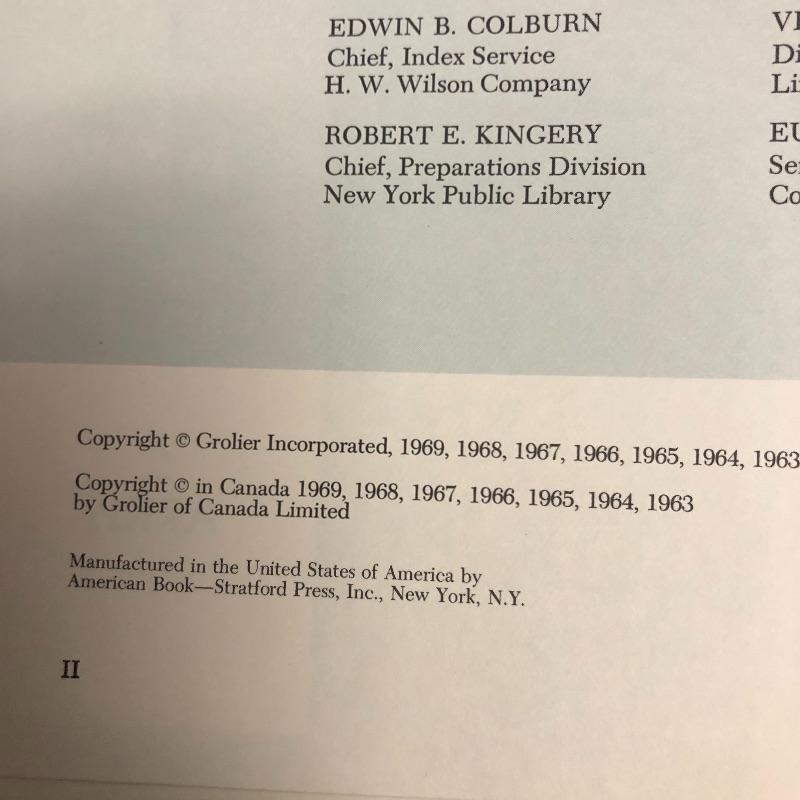 EDWIN B. COLBURN
Chief, Index Service
H. W. Wilson Company
ROBERT E. KINGERY
Chief, Preparations Division
New York Public Library
Copyright © Grolier Incorporated, 1969, 1968, 1967, 1966, 1965, 1964, 1963
Copyright © in Canada 1969, 1968, 1967, 1966, 1965, 1964, 1963
by Grolier of Canada Limited
Manufactured in the United States of America by
American Book—Stratford Press, Inc., New York, N.Y.
II